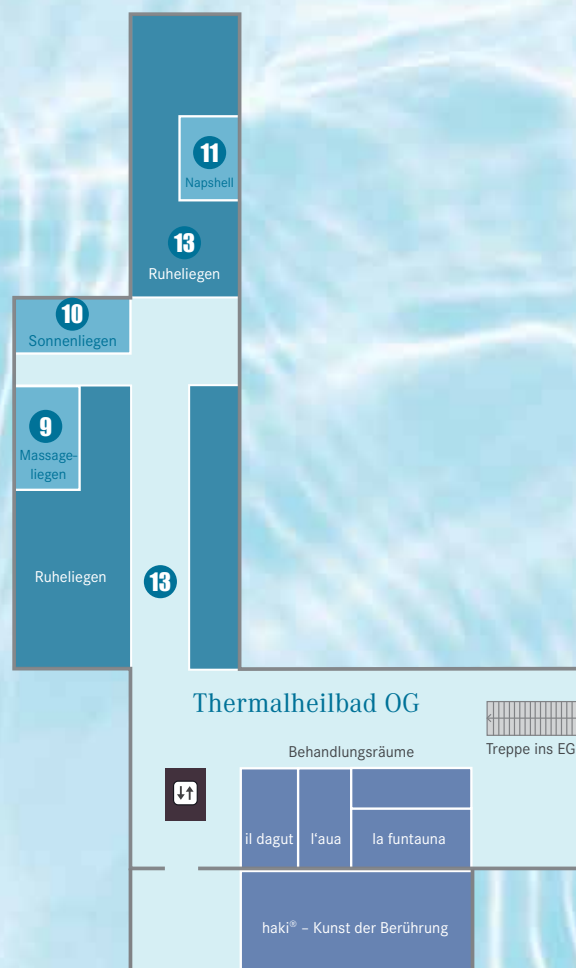 11
Napshell
13
Ruheliegen
10
Sonnenliegen
9
Massage-
liegen
Ruheliegen
13
Thermalheilbad OG
Treppe ins EG
Behandlungsräume
il dagut
l‘aua
la funtauna
haki® – Kunst der Berührung